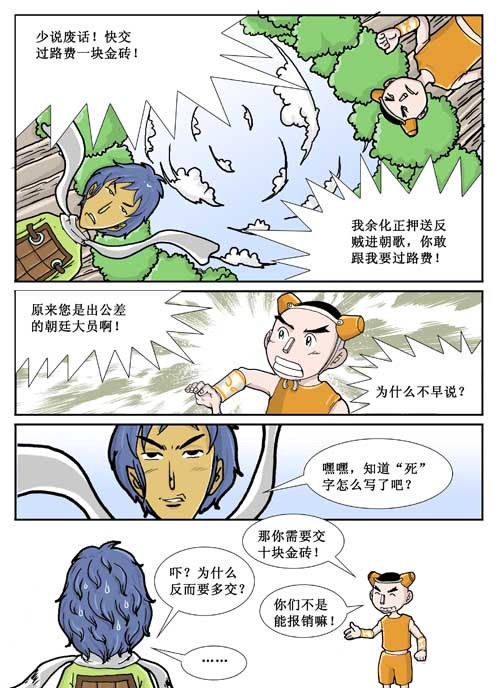 少说废话！快交
过路费一块金砖！
我余化正押送反
贼进朝歌，你敢
跟我要过路费！
原来您是出公差
的朝廷大员啊！
为什么不早说？
嘿嘿，知道“死”
字怎么写了吧？
那你需要交
十块金砖！
吓？为什么
反而要多交？
你们不是
能报销嘛！
……